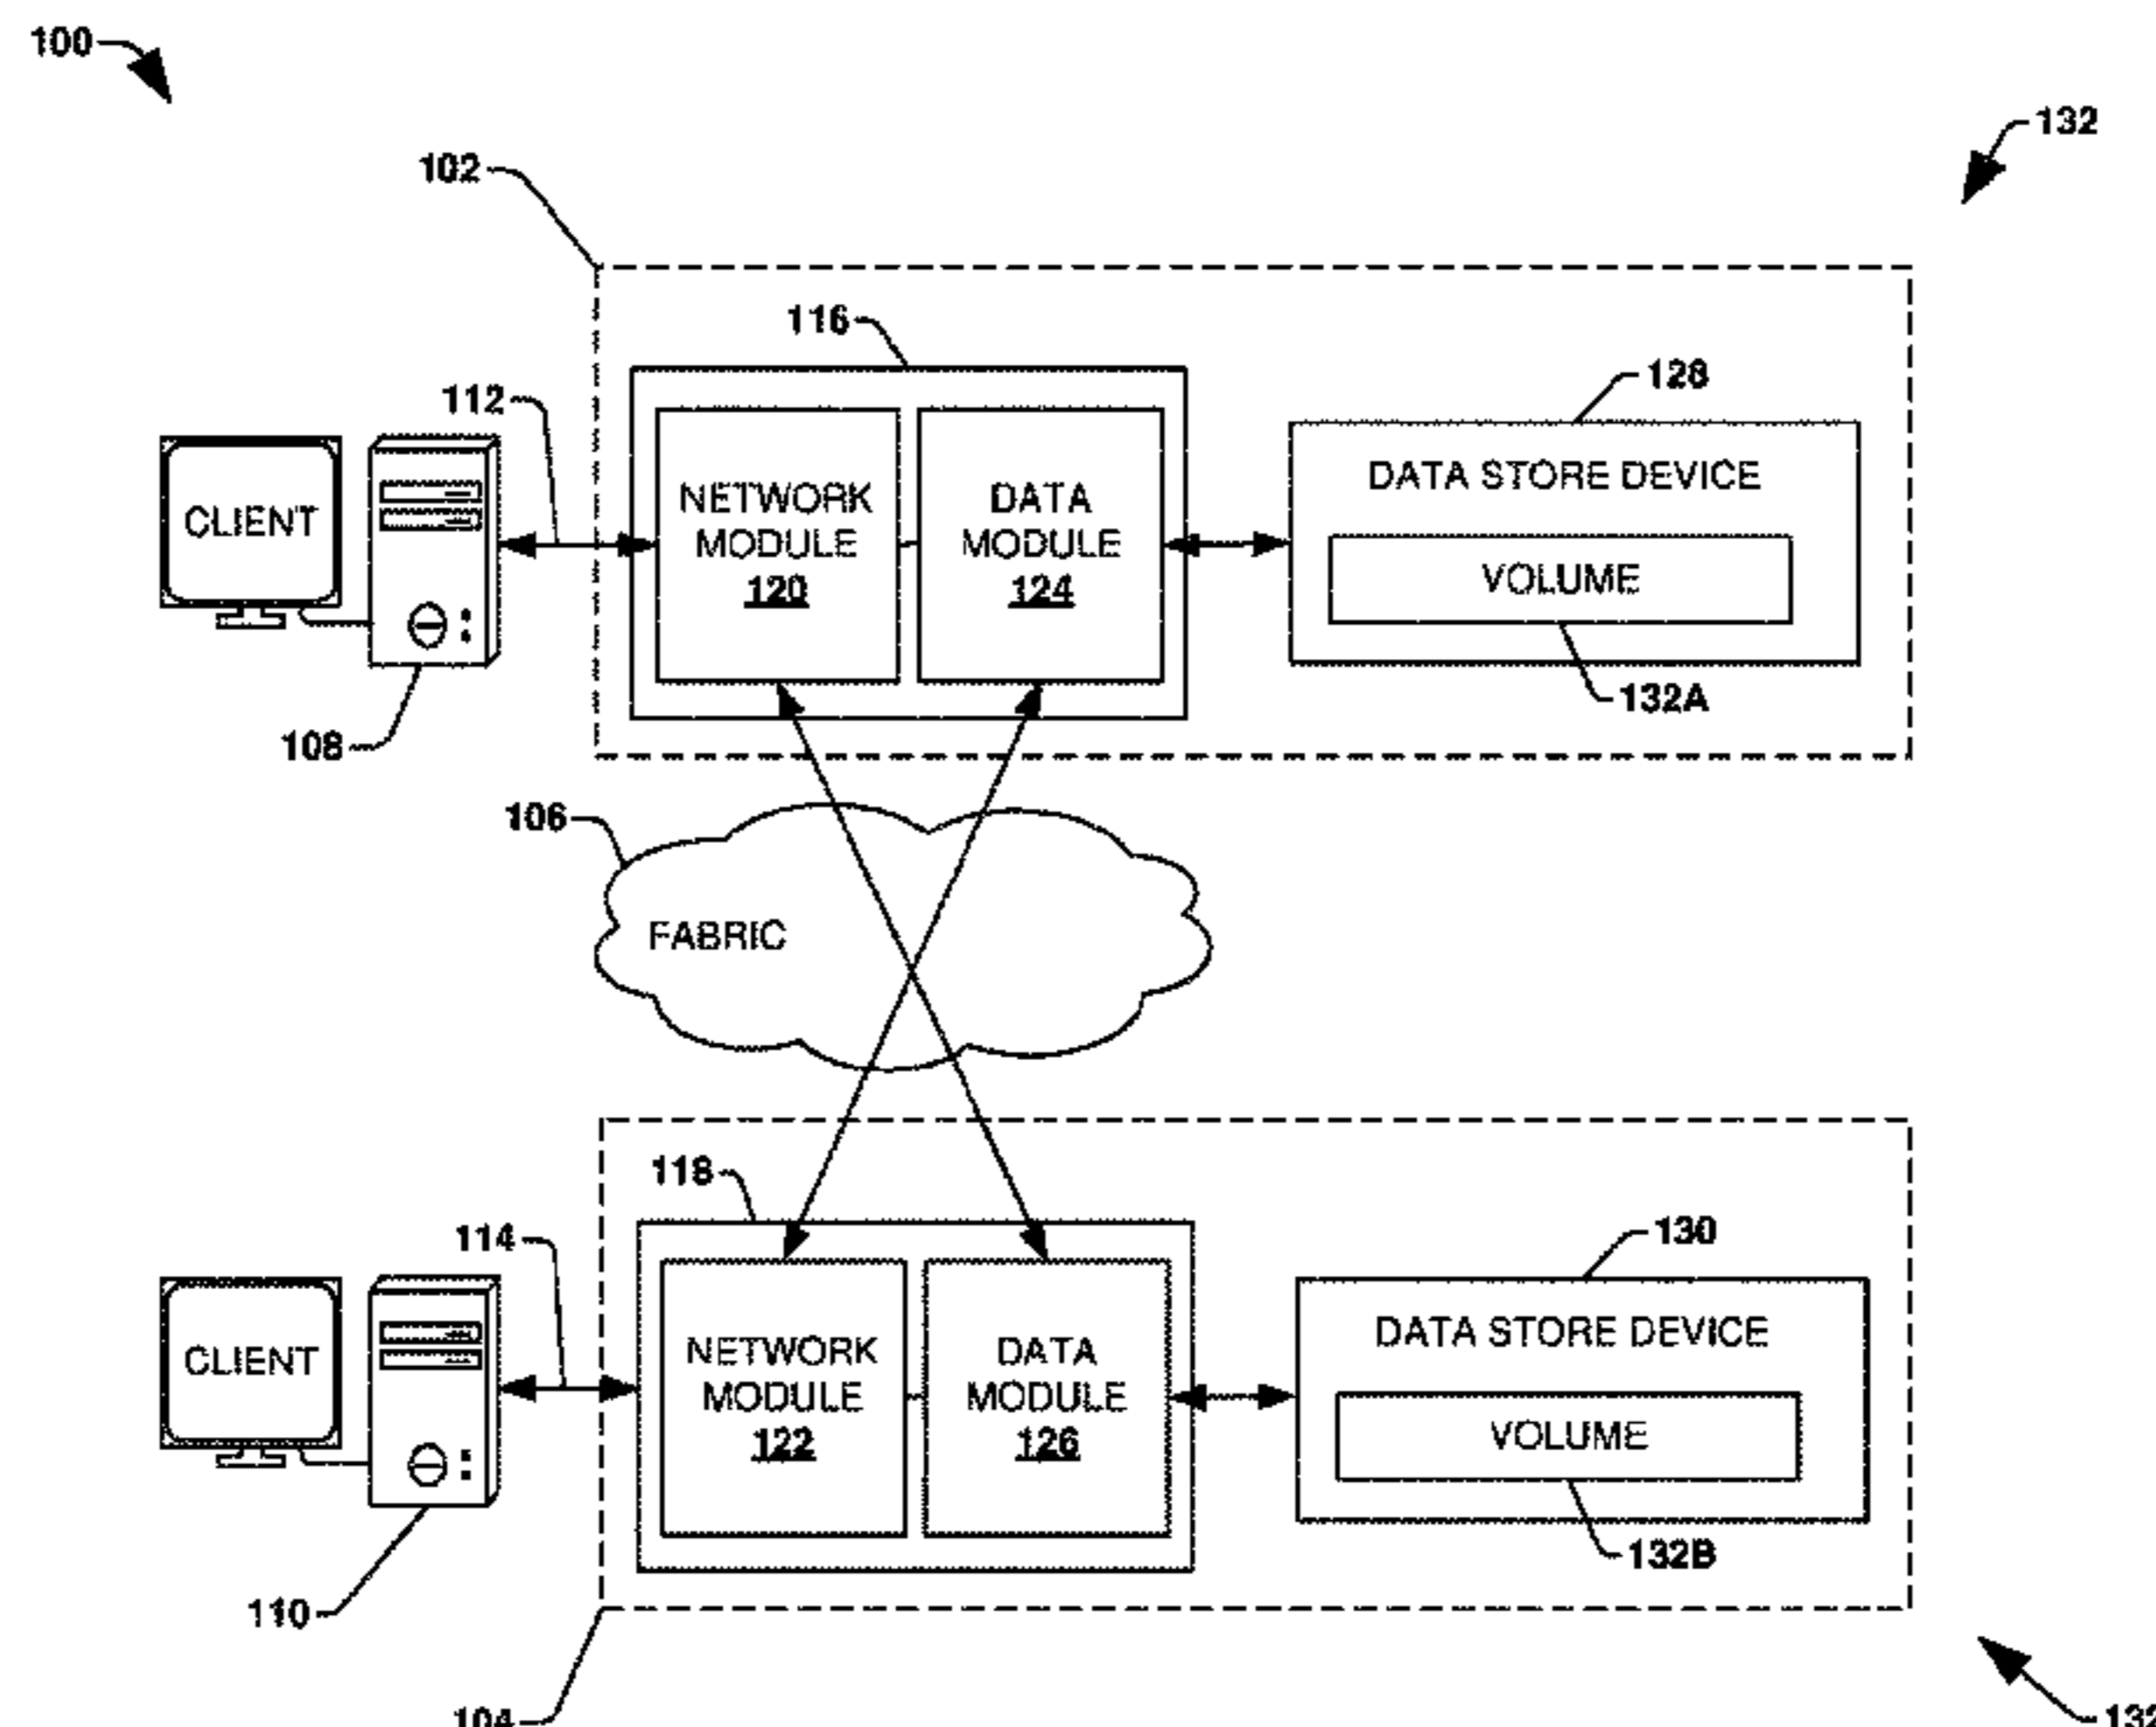 100
132
102
116
128
112
CLIENT
NETWORK
MODULE
120
DATA
MODULE
124
DATA STORE DEVICE
VOLUME
132A
108
106
FABRIC
118
130
114
CLIENT
NETWORK
MODULE
122
DATA
MODULE
126
DATA STORE DEVICE
VOLUME
132B
110
104
132